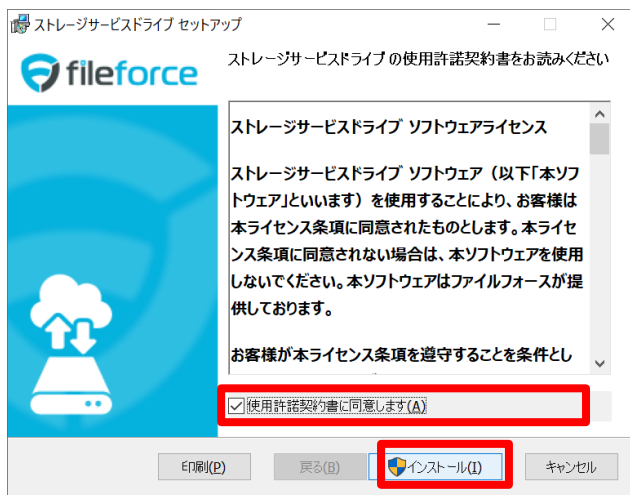 ストレージサービスドライブ セットアップ
fileforce
ストレージサービスドライブ の使用許諾契約書をお読みください
ストレージサービスドライブ ソフトウェアライセンス
ストレージサービスドライブ ソフトウェア（以下「本ソフ
トウェア」といいます）を使用することにより、お客様は
本ライセンス条項に同意されたものとします。本ライセ
ンス条項に同意されない場合は、本ソフトウェアを使用
しないでください。本ソフトウェアはファイルフォースが提
供しております。
お客様が本ライセンス条項を遵守することを条件とし
使用許諾契約書に同意します(A)
印刷(P)
戻る(B)
インストール(I)
キャンセル